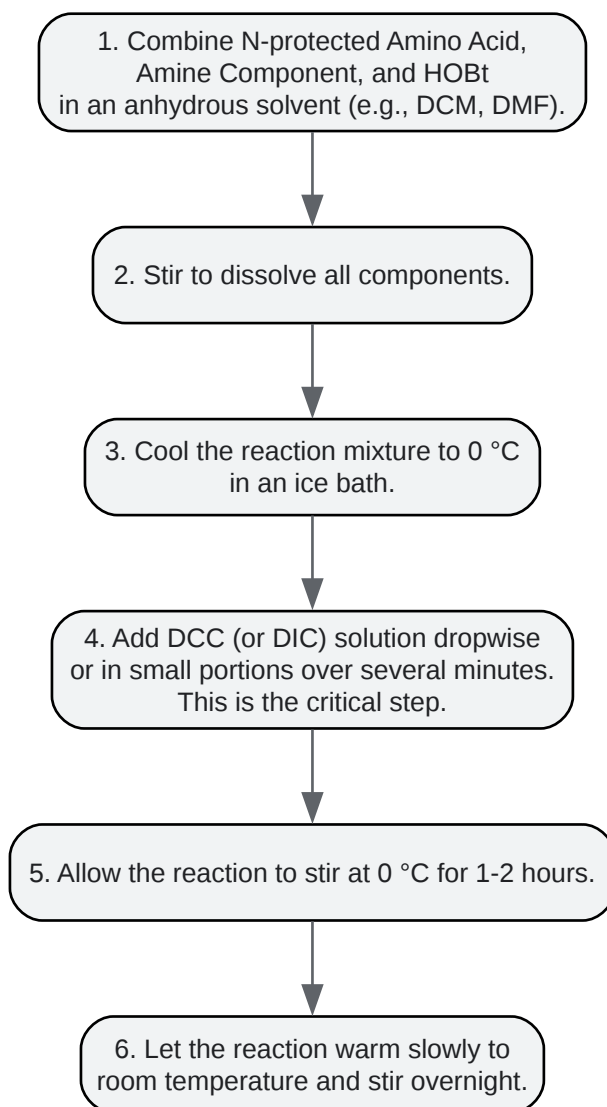 1. Combine N-protected Amino Acid,
Amine Component, and HOBt
in an anhydrous solvent (e.g., DCM, DMF).
2. Stir to dissolve all components.
3. Cool the reaction mixture to 0 °C
in an ice bath.
4. Add DCC (or DIC) solution dropwise
or in small portions over several minutes.
This is the critical step.
5. Allow the reaction to stir at 0 °C for 1-2 hours.
6. Let the reaction warm slowly to
room temperature and stir overnight.